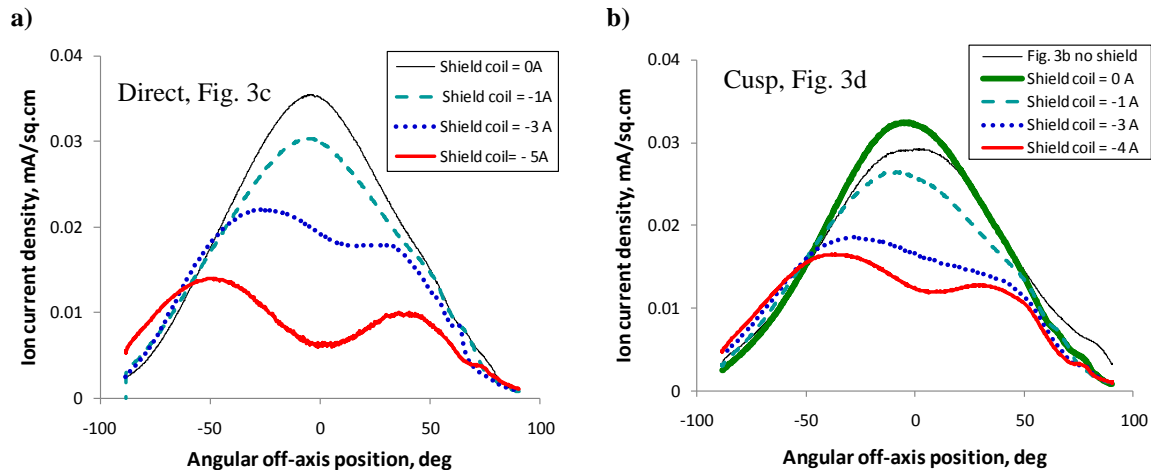 a)
Ion current density, mA/sq.cm
0.04
0.03
0.02
0.01
0
-100
-50
0
50
100
Angular off-axis position, deg
Direct, Fig. 3c
Shield coil = 0A
Shield coil = -1A
Shield coil = -3 A
Shield coil= - 5A
b)
Ion current density, mA/sq.cm
0.04
0.03
0.02
0.01
0
-100
-50
0
50
100
Angular off-axis position, deg
Cusp, Fig. 3d
Fig. 3b no shield
Shield coil = 0 A
Shield coil = -1 A
Shield coil = -3 A
Shield coil = -4 A